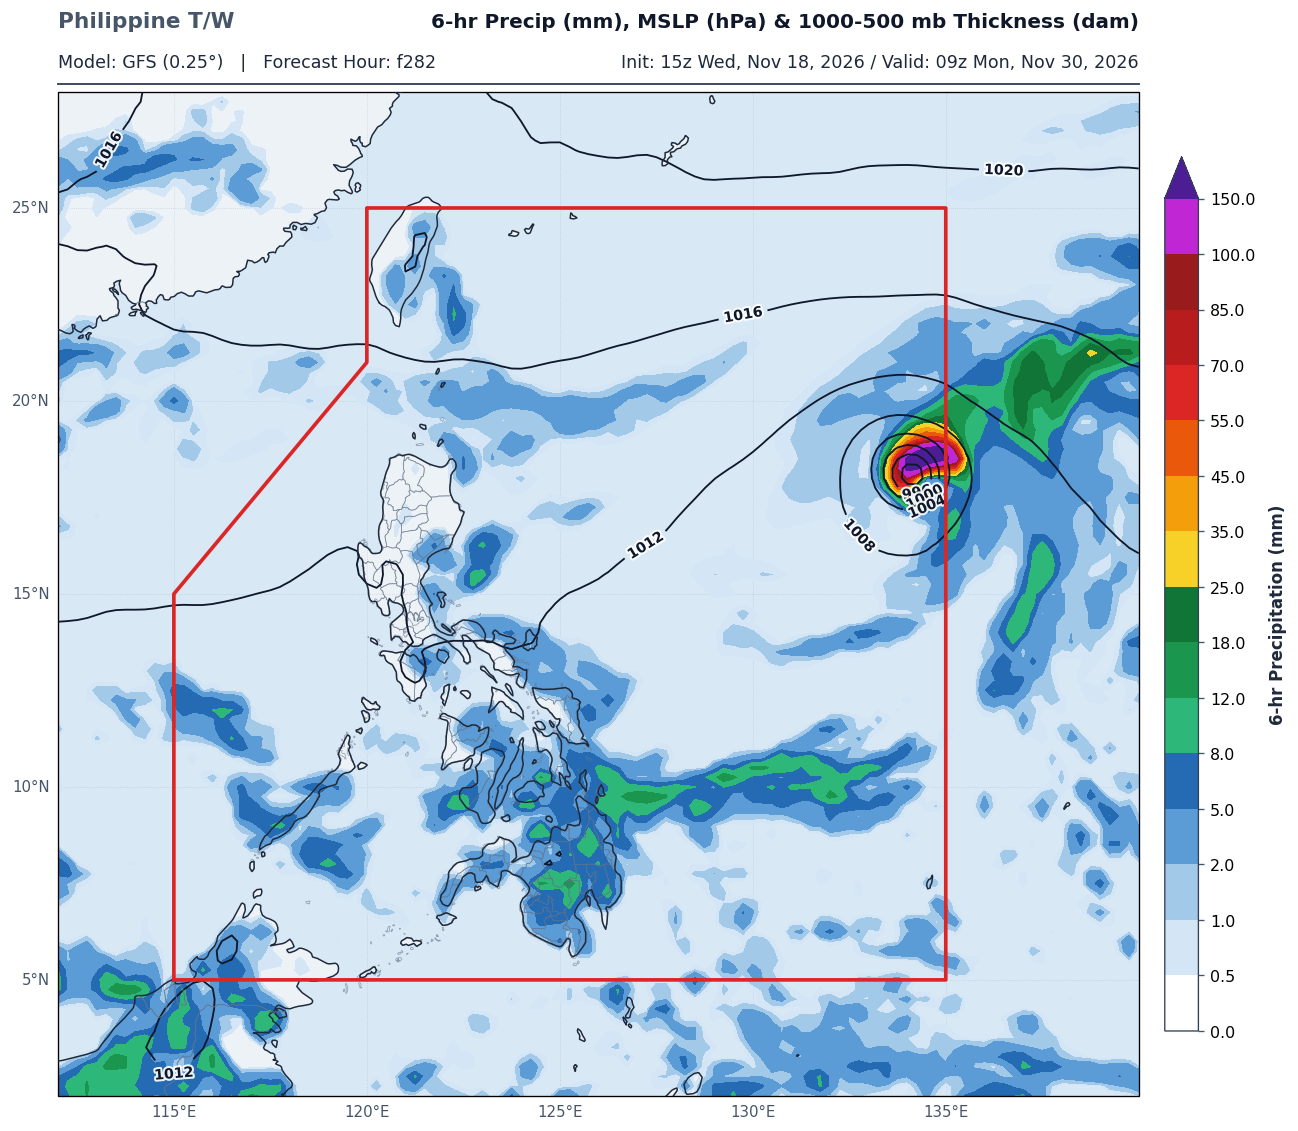 Philippine T/W
6-hr Precip (mm), MSLP (hPa) & 1000-500 mb Thickness (dam)
Model: GFS (0.25°) | Forecast Hour: f282
Init: 15z Wed, Nov 18, 2026 / Valid: 09z Mon, Nov 30, 2026
1016
1020
25°N
1016
20°N
996
1000
1004
1008
1012
15°N
10°N
5°N
1012
115°E
120°E
125°E
130°E
135°E
150.0
100.0
85.0
70.0
55.0
45.0
35.0
25.0
18.0
12.0
8.0
5.0
2.0
1.0
0.5
0.0
6-hr Precipitation (mm)